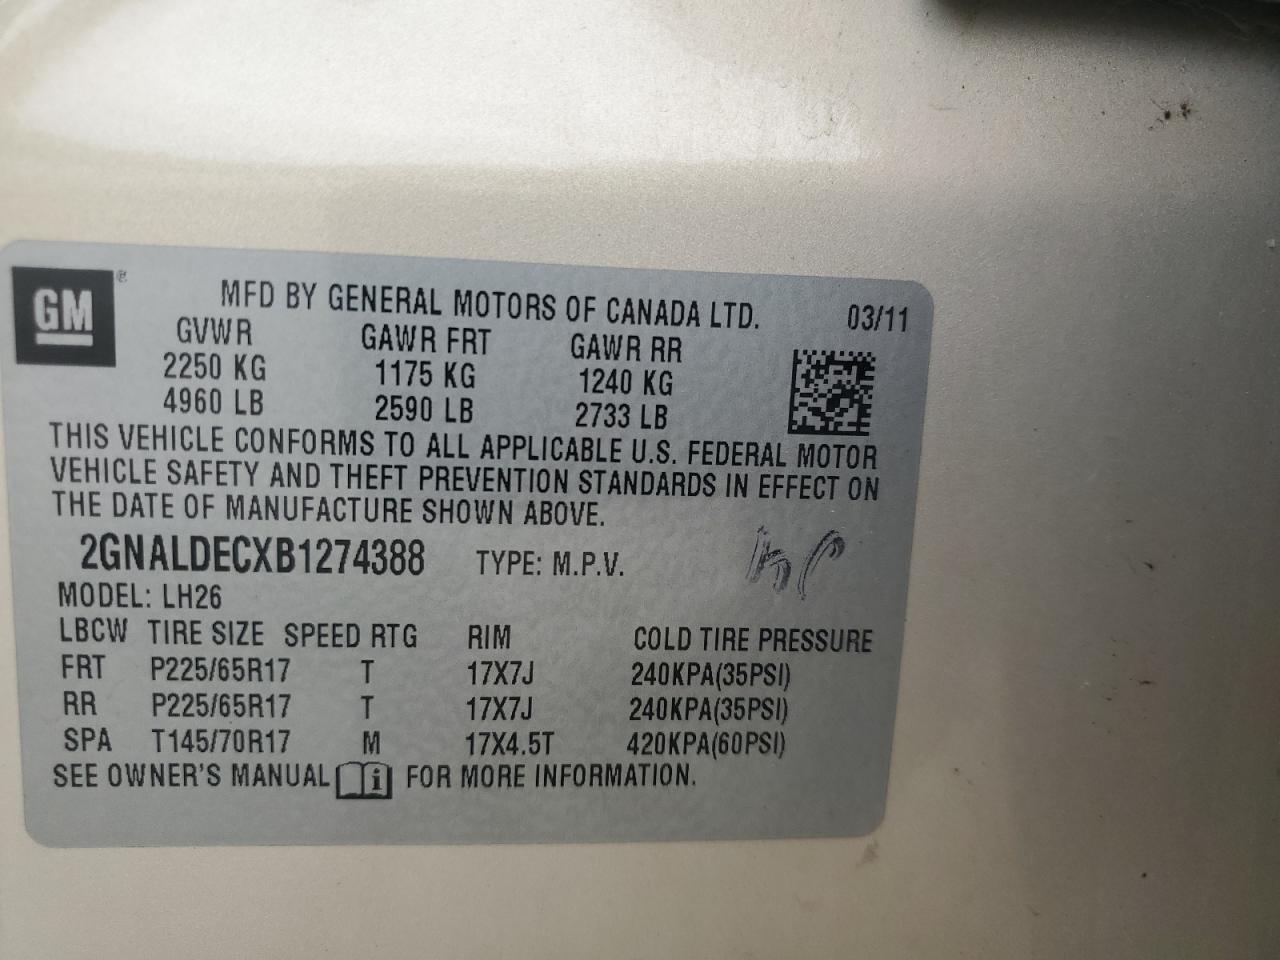 GM®
MFD BY GENERAL MOTORS OF CANADA LTD. 03/11
GVWR GAWR FRT GAWR RR
2250 KG 1175 KG 1240 KG
4960 LB 2590 LB 2733 LB
THIS VEHICLE CONFORMS TO ALL APPLICABLE U.S. FEDERAL MOTOR
VEHICLE SAFETY AND THEFT PREVENTION STANDARDS IN EFFECT ON
THE DATE OF MANUFACTURE SHOWN ABOVE.
2GNALDECXB1274388 TYPE: M.P.V.
MODEL: LH26
LBCW TIRE SIZE SPEED RTG RIM COLD TIRE PRESSURE
FRT P225/65R17 T 17X7J 240KPA(35PSI)
RR P225/65R17 T 17X7J 240KPA(35PSI)
SPA T145/70R17 M 17X4.5T 420KPA(60PSI)
SEE OWNER'S MANUAL FOR MORE INFORMATION.